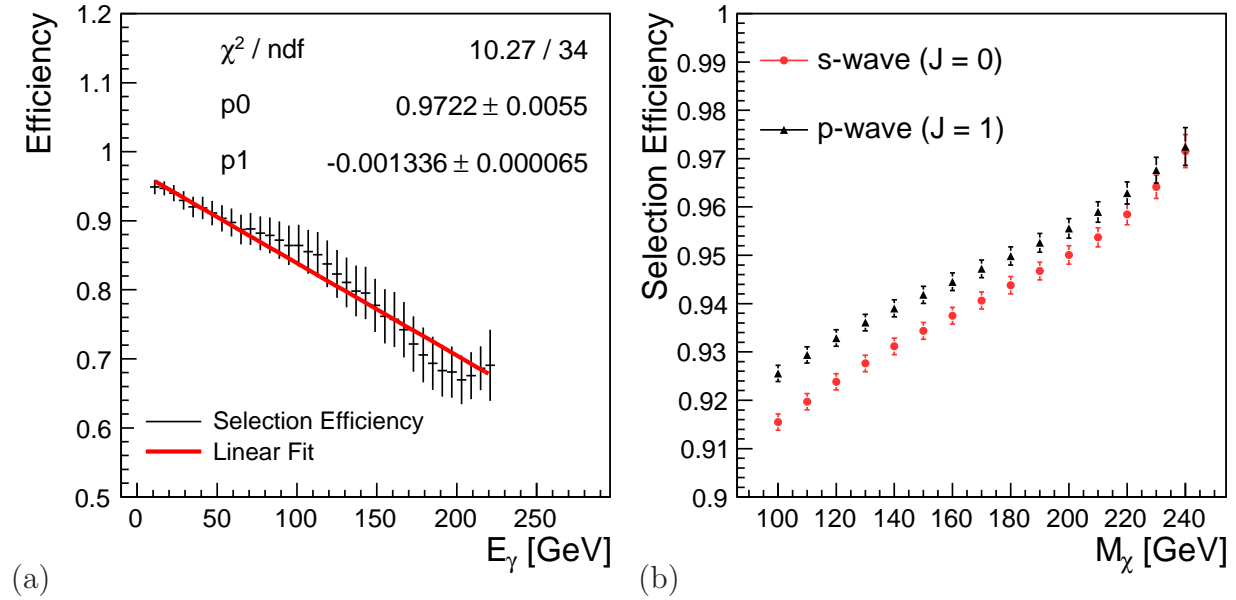 1.2
1.1
1
0.9
0.8
0.7
0.6
0.5
Efficiency
χ² / ndf 10.27 / 34
p0 0.9722 ± 0.0055
p1 -0.001336 ± 0.000065
Selection Efficiency
Linear Fit
0 50 100 150 200 250
E_γ [GeV]
(a)
1
0.99
0.98
0.97
0.96
0.95
0.94
0.93
0.92
0.91
0.9
Selection Efficiency
s-wave (J = 0)
p-wave (J = 1)
100 120 140 160 180 200 220 240
M_χ [GeV]
(b)